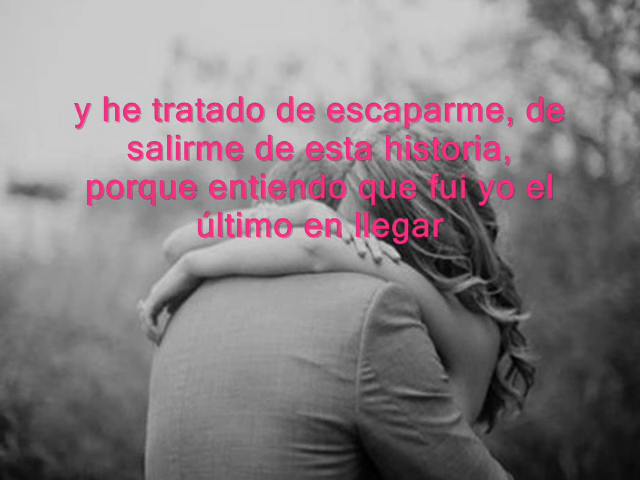 y he tratado de escaparme, de
salirme de esta historia,
porque entiendo que fui yo el
último en llegar